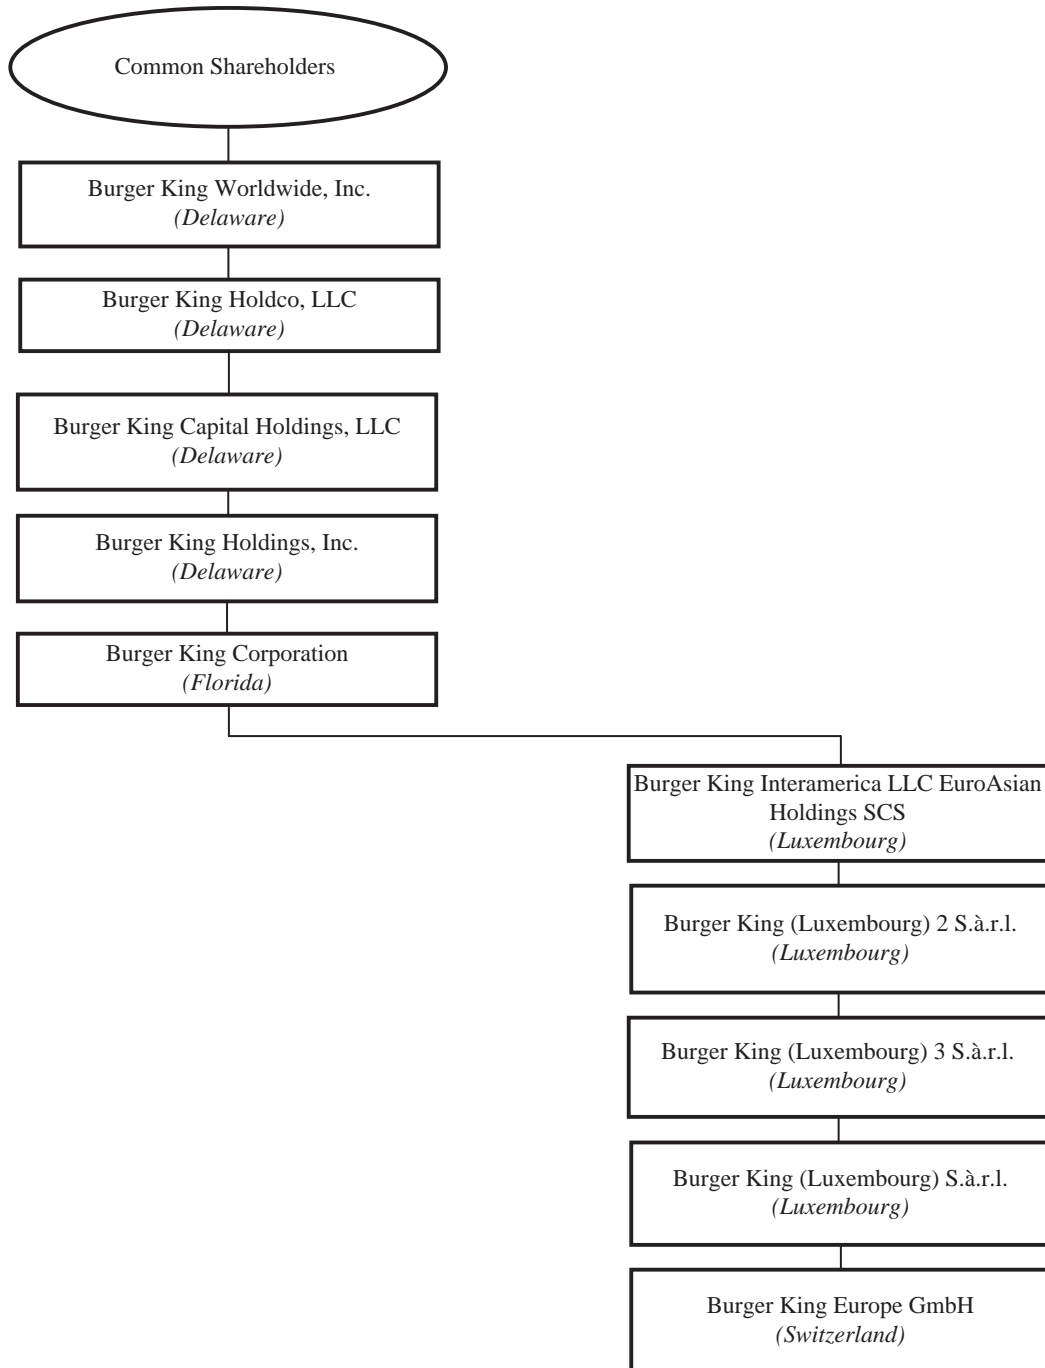 Common Shareholders
Burger King Worldwide, Inc.
(Delaware)
Burger King Holdco, LLC
(Delaware)
Burger King Capital Holdings, LLC
(Delaware)
Burger King Holdings, Inc.
(Delaware)
Burger King Corporation
(Florida)
Burger King Interamerica LLC EuroAsian
Holdings SCS
(Luxembourg)
Burger King (Luxembourg) 2 S.à.r.l.
(Luxembourg)
Burger King (Luxembourg) 3 S.à.r.l.
(Luxembourg)
Burger King (Luxembourg) S.à.r.l.
(Luxembourg)
Burger King Europe GmbH
(Switzerland)